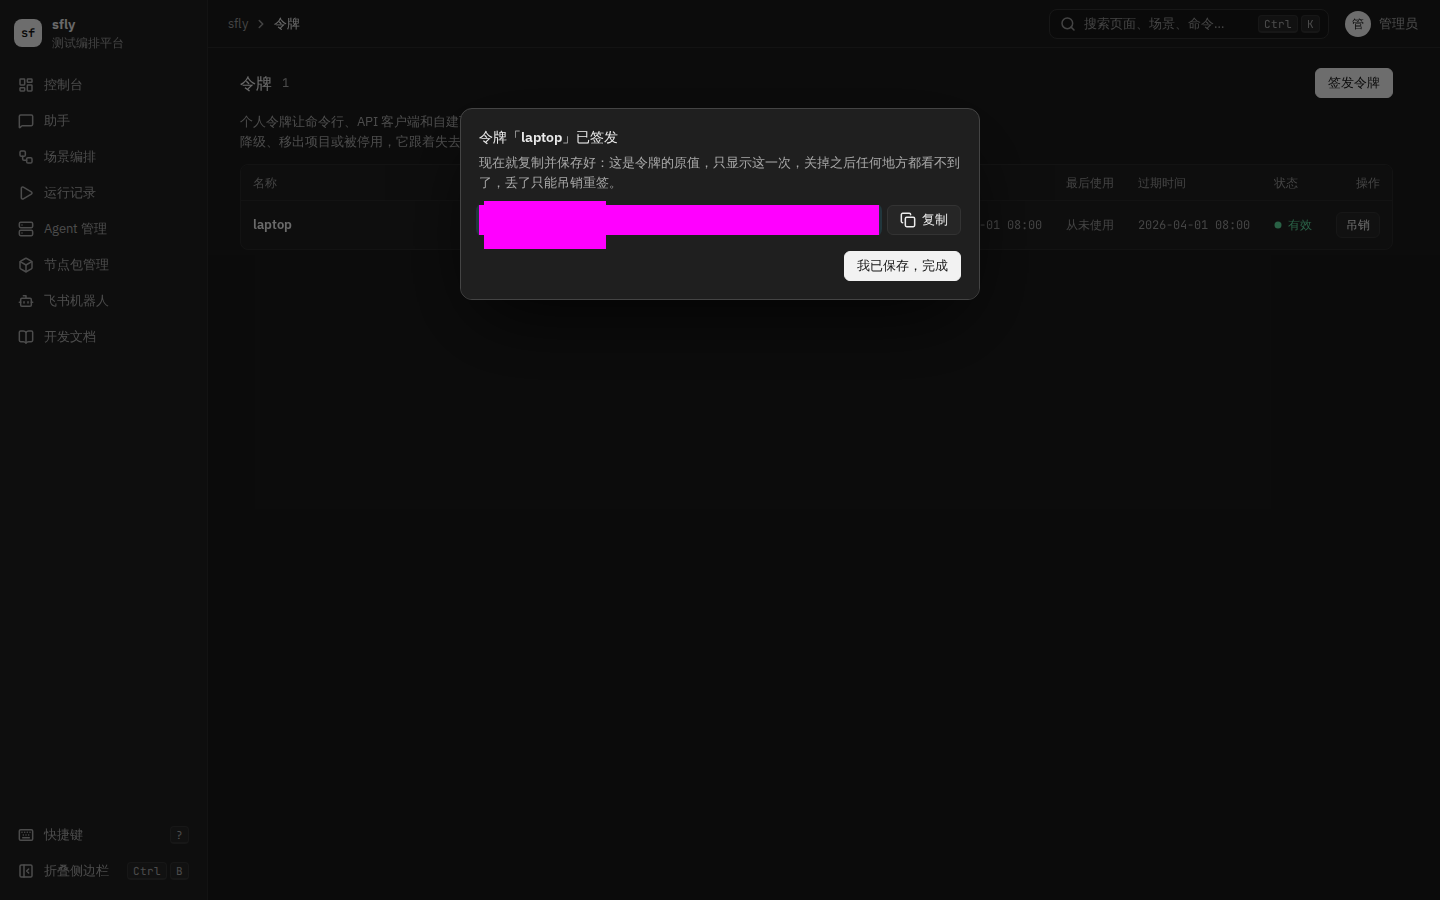 sf
sfly
测试编排平台
控制台
助手
场景编排
运行记录
Agent 管理
节点包管理
飞书机器人
开发文档
快捷键
?
折叠侧边栏
Ctrl B
sfly > 令牌
搜索页面、场景、命令...
Ctrl K
管
管理员
令牌 1
签发令牌
个人令牌让命令行、API 客户端和自建
降级、移出项目或被停用，它跟着失去
名称
最后使用
过期时间
状态
操作
laptop
-01 08:00
从未使用
2026-04-01 08:00
有效
吊销
令牌「laptop」已签发
现在就复制并保存好：这是令牌的原值，只显示这一次，关掉之后任何地方都看不到
了，丢了只能吊销重签。
复制
我已保存，完成